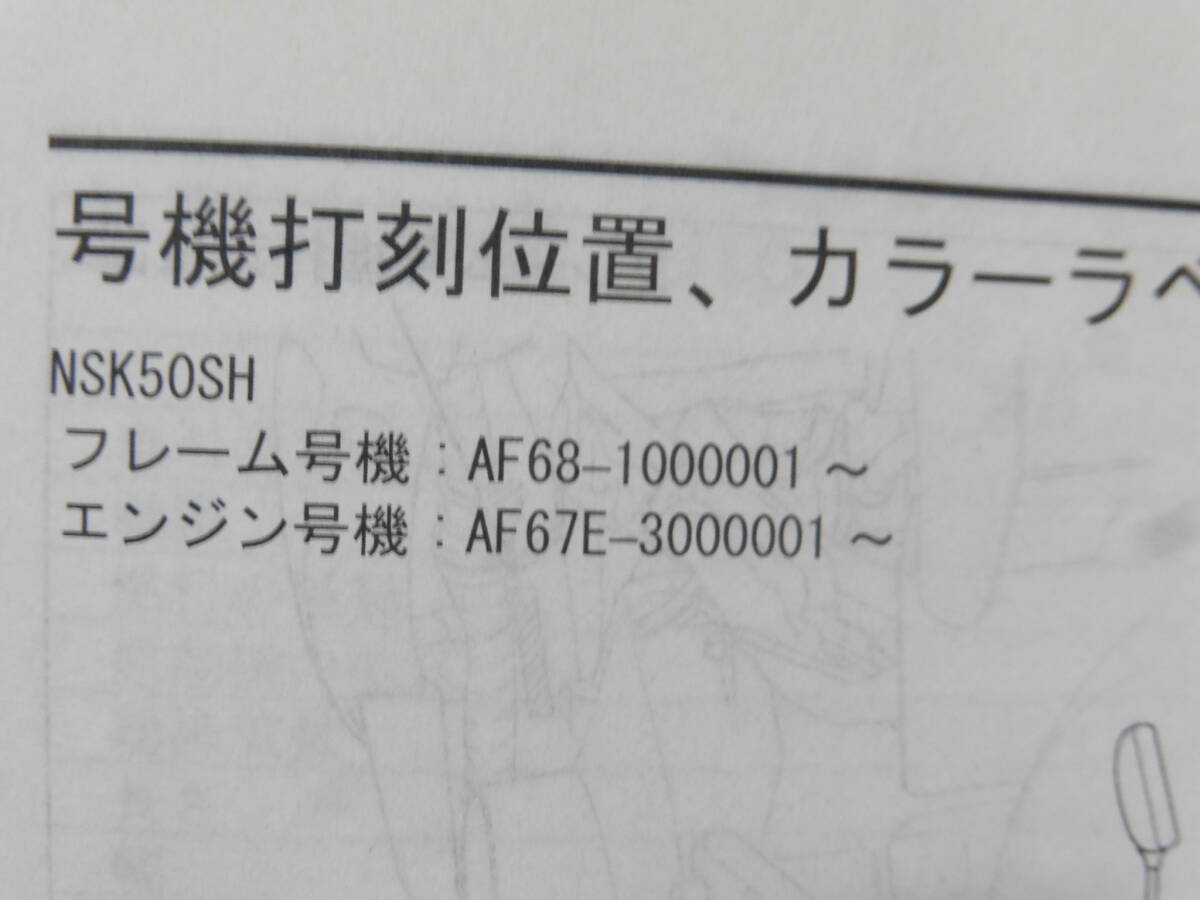 号機打刻位置、カラーラベ
NSK50SH
フレーム号機：AF68-1000001～
エンジン号機：AF67E-3000001～